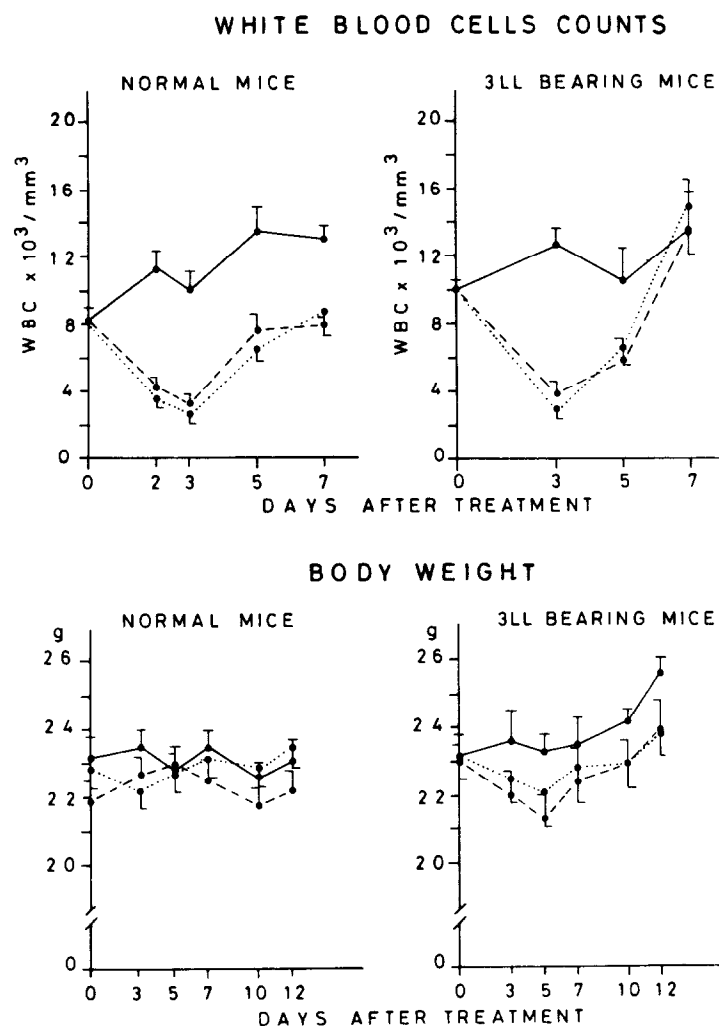 WHITE BLOOD CELLS COUNTS
NORMAL MICE
3LL BEARING MICE
WBC x 10³/mm³
20
16
12
8
4
0
0 2 3 5 7
WBC x 10³/mm³
20
16
12
8
4
0
0 3 5 7
DAYS AFTER TREATMENT
BODY WEIGHT
NORMAL MICE
3LL BEARING MICE
g
26
24
22
20
0
0 3 5 7 10 12
g
26
24
22
20
0
0 3 5 7 10 12
DAYS AFTER TREATMENT